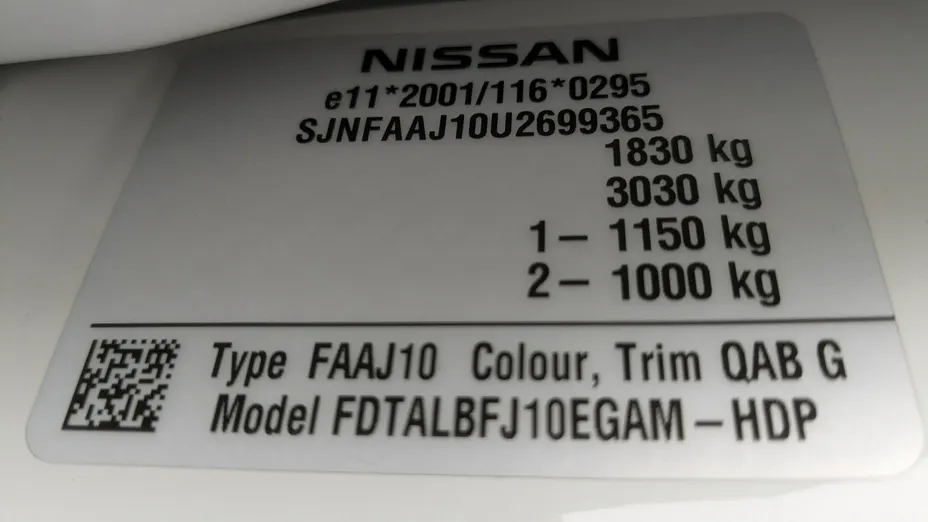 NISSAN
e11*2001/116*0295
SJNFAAJ10U2699365
1830 kg
3030 kg
1– 1150 kg
2– 1000 kg
Type FAAJ10 Colour, Trim QAB G
Model FDTALBFJ10EGAM – HDP